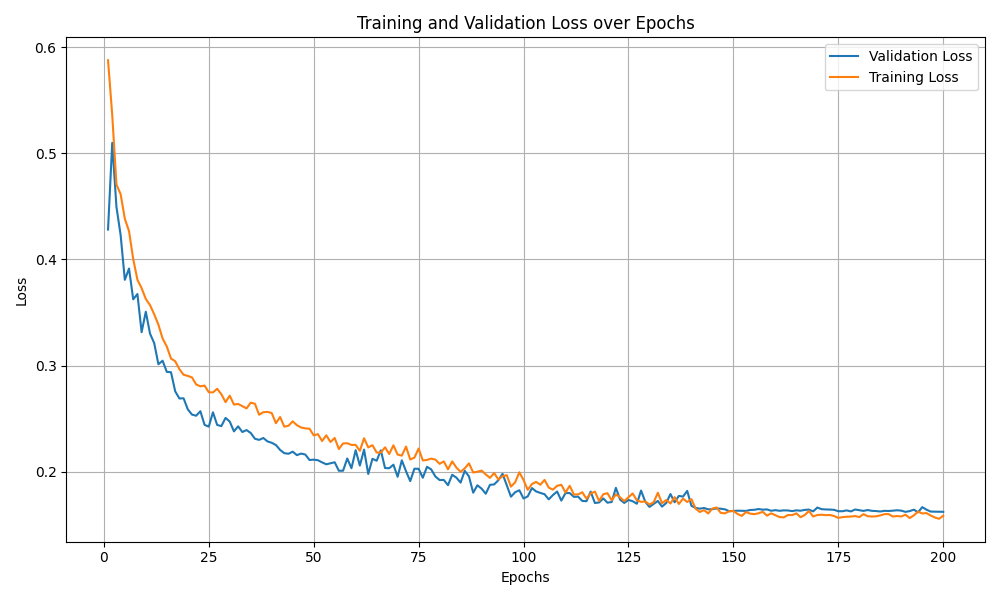 Training and Validation Loss over Epochs
Validation Loss
Training Loss
Loss
0.6
0.5
0.4
0.3
0.2
0 25 50 75 100 125 150 175 200
Epochs